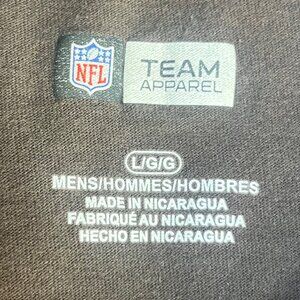 NFL
TEAM
APPAREL
L/G/G
MENS/HOMMES/HOMBRES
MADE IN NICARAGUA
FABRIQUÉ AU NICARAGUA
HECHO EN NICARAGUA